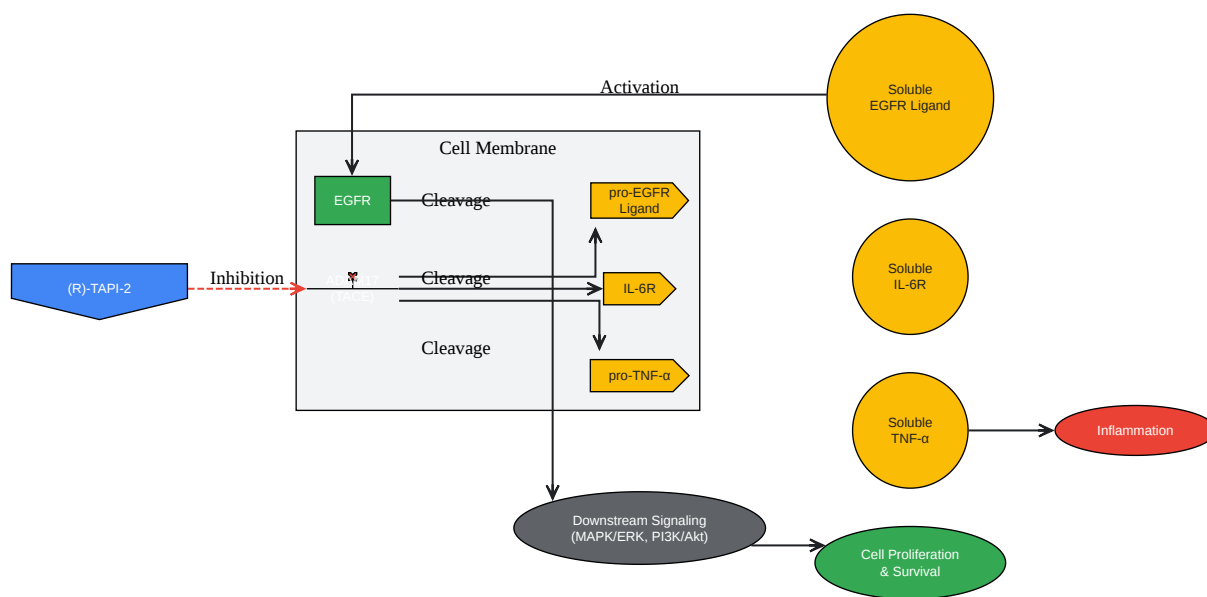 Soluble
EGFR Ligand
Activation
Cell Membrane
EGFR
Cleavage
pro-EGFR
Ligand
(R)-TAPI-2
Inhibition
(TACE)
Cleavage
IL-6R
Soluble
IL-6R
Cleavage
pro-TNF-α
Soluble
TNF-α
Inflammation
Downstream Signaling
(MAPK/ERK, PI3K/Akt)
Cell Proliferation
& Survival